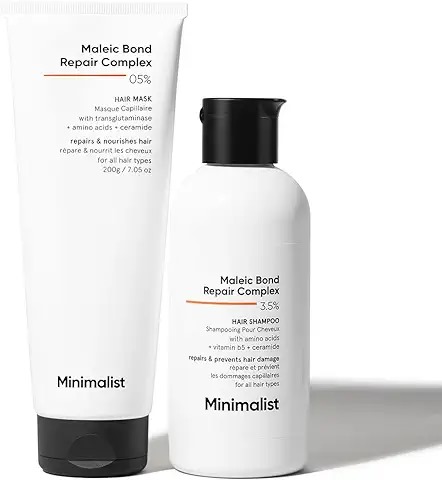 Maleic Bond
Repair Complex
05%
HAIR MASK
Masque Capillaire
with transglutaminase
+ amino acids + ceramide
repairs & nourishes hair
répare & nourrit les cheveux
for all hair types
200g / 7.05 oz
Minimalist
Maleic Bond
Repair Complex
3.5%
HAIR SHAMPOO
Shampooing Pour Cheveux
with amino acids
+ vitamin b5 + ceramide
repairs & prevents hair damage
répare et prévient
les dommages capillaires
for all hair types
Minimalist